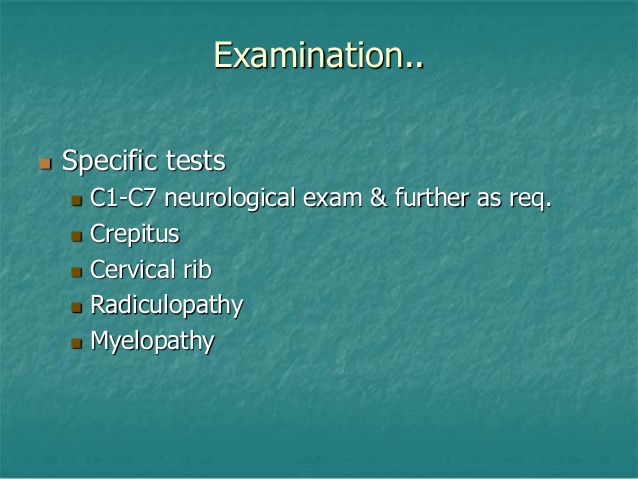 Examination..
Specific tests
C1-C7 neurological exam & further as req.
Crepitus
Cervical rib
Radiculopathy
Myelopathy